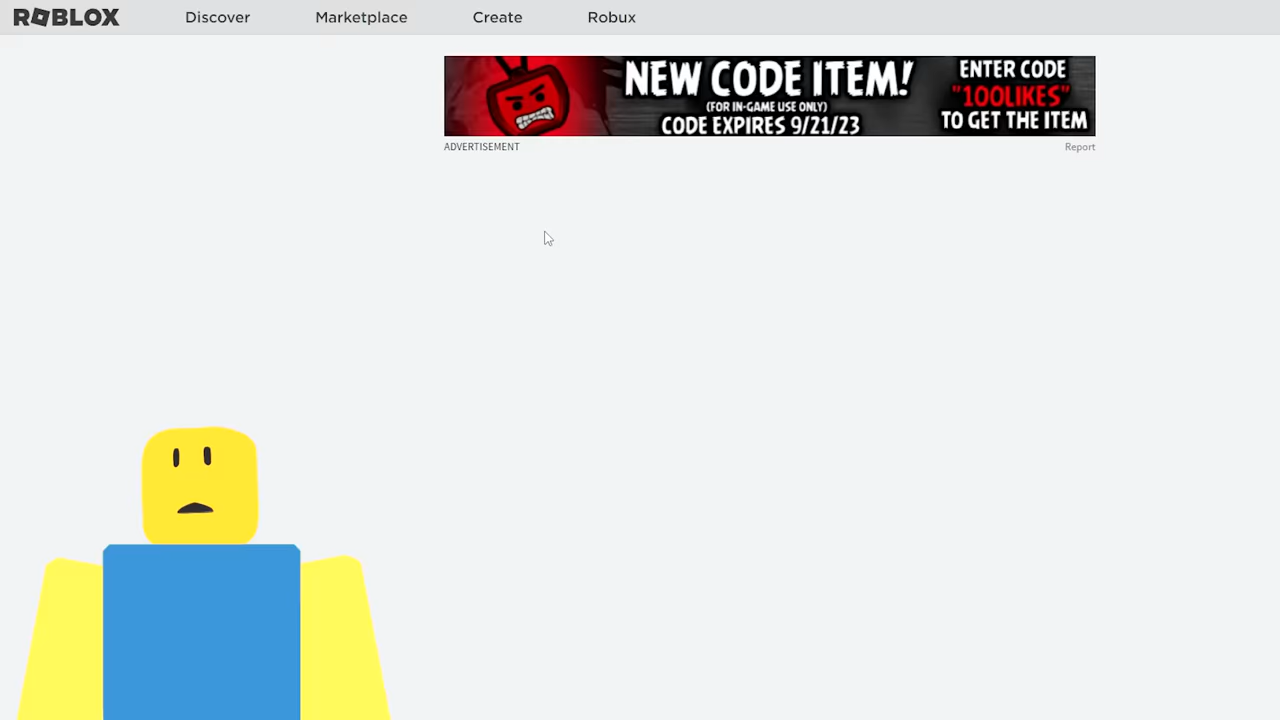 ROBLOX Discover Marketplace Create Robux
NEW CODE ITEM!
(FOR IN-GAME USE ONLY)
CODE EXPIRES 9/21/23
ENTER CODE
"100LIKES"
TO GET THE ITEM
ADVERTISEMENT Report